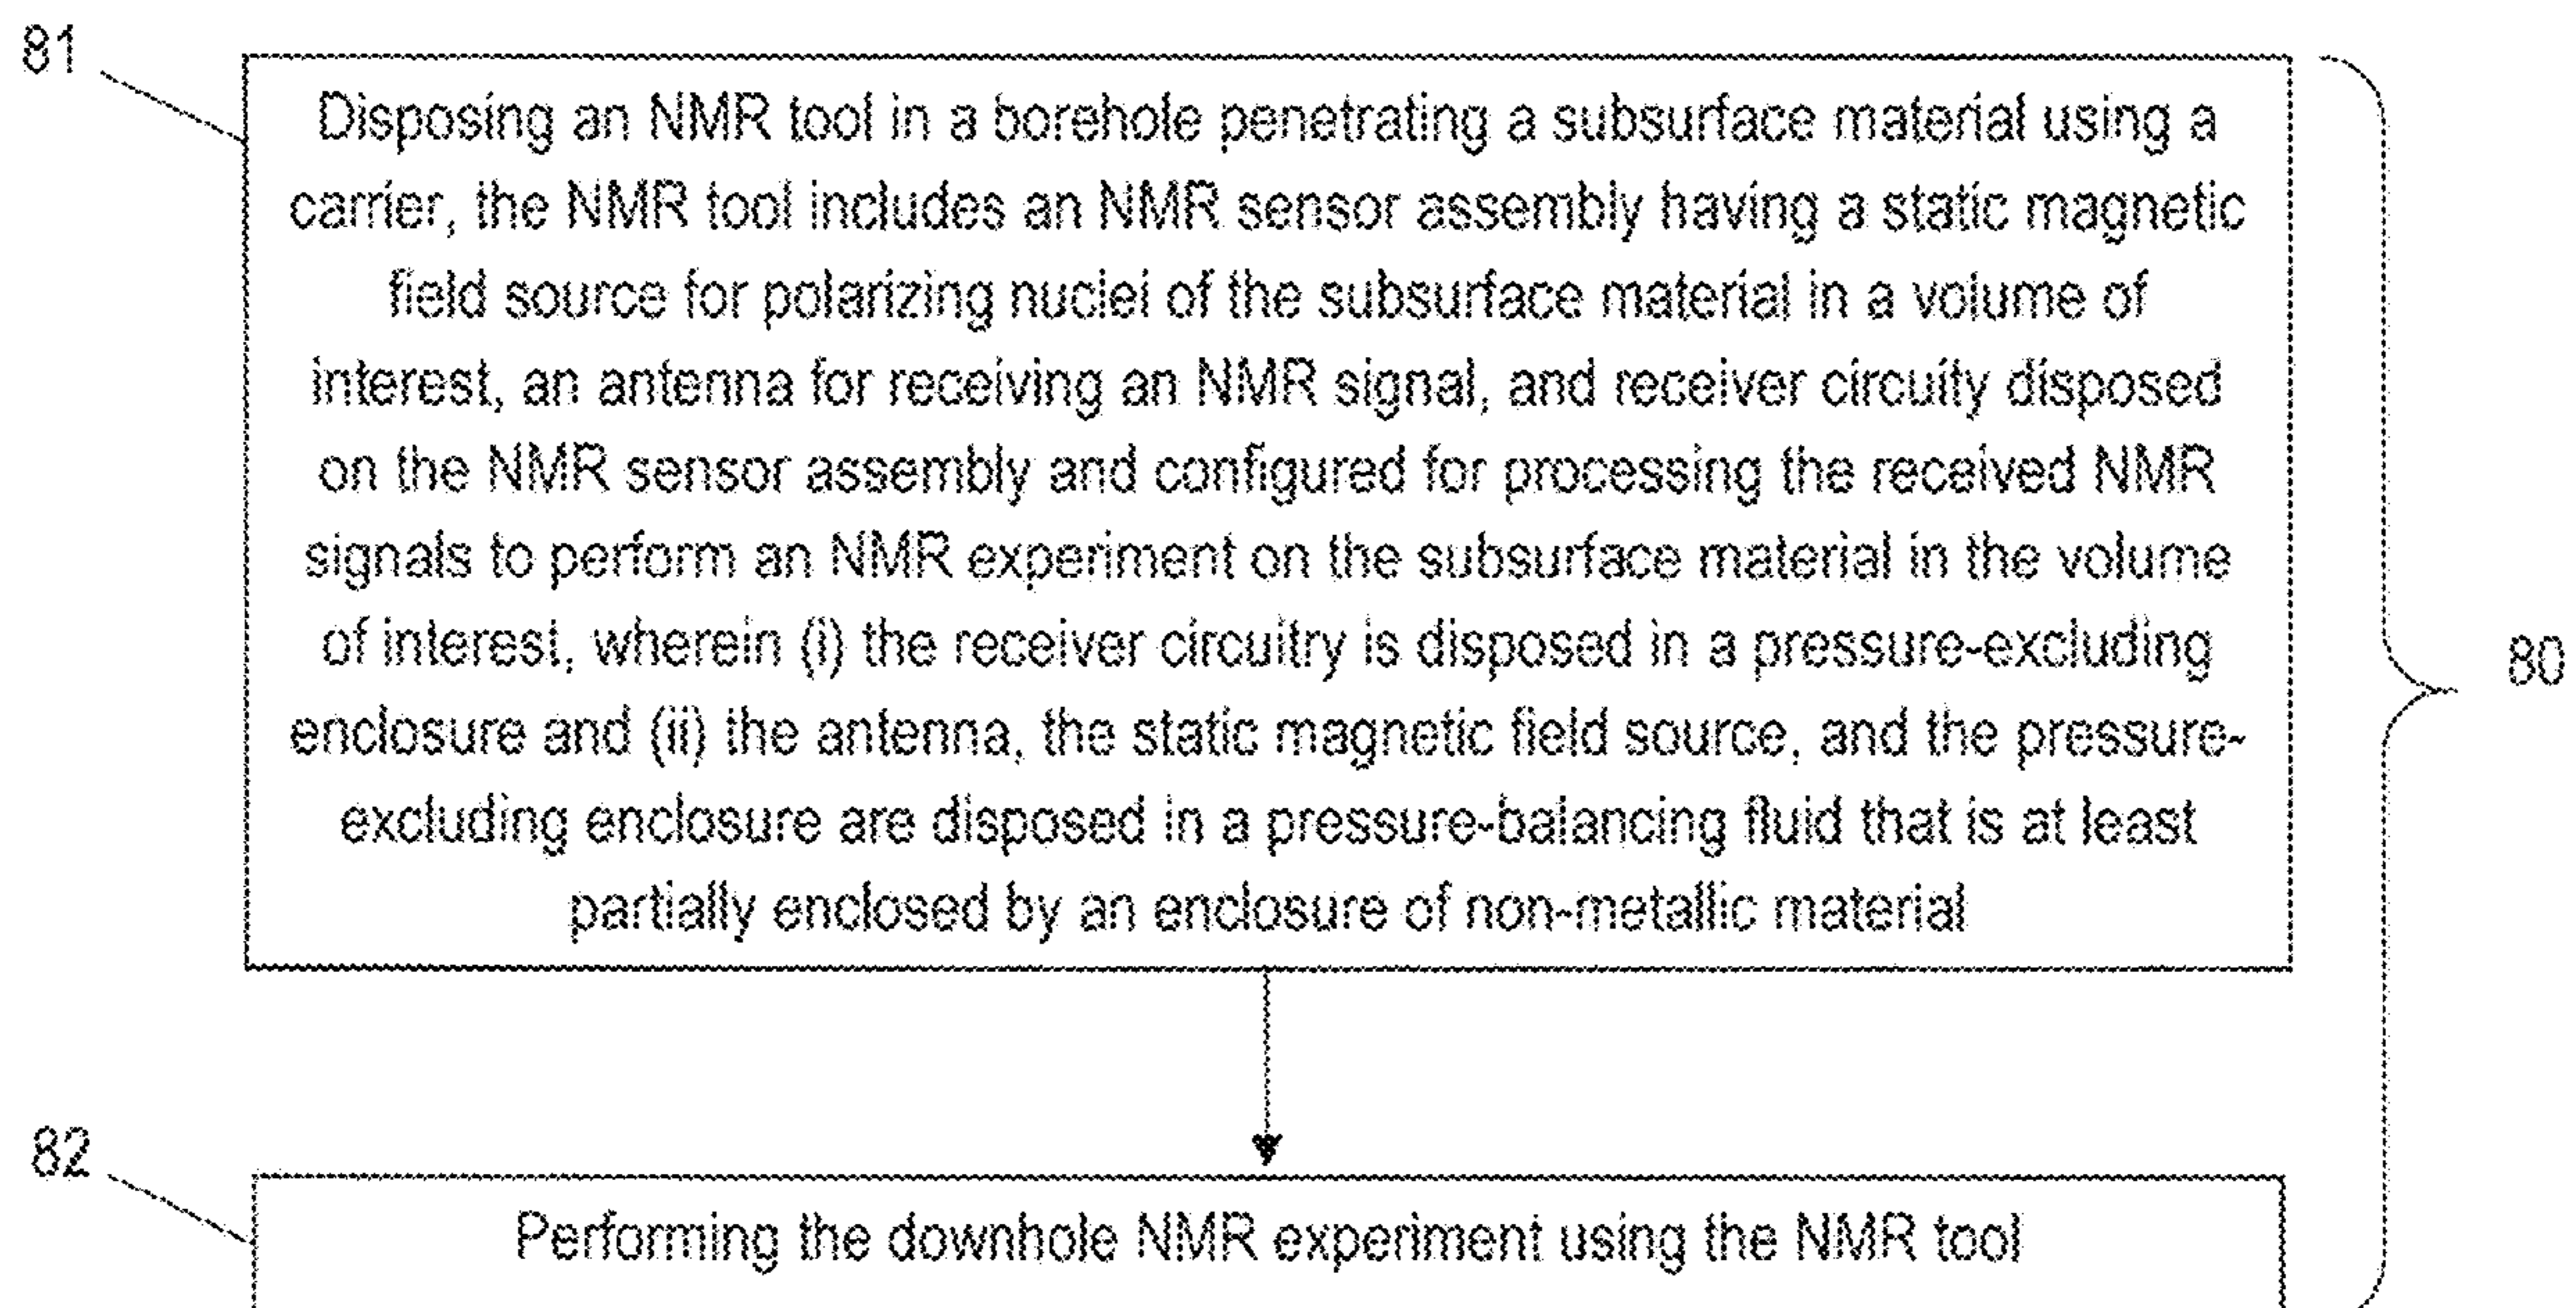 81
Disposing an NMR tool in a borehole penetrating a subsurface material using a
carrier, the NMR tool includes an NMR sensor assembly having a static magnetic
field source for polarizing nuclei of the subsurface material in a volume of
interest, an antenna for receiving an NMR signal, and receiver circuity disposed
on the NMR sensor assembly and configured for processing the received NMR
signals to perform an NMR experiment on the subsurface material in the volume
of interest, wherein (i) the receiver circuitry is disposed in a pressure-excluding
enclosure and (ii) the antenna, the static magnetic field source, and the pressure-
excluding enclosure are disposed in a pressure-balancing fluid that is at least
partially enclosed by an enclosure of non-metallic material
80
82
Performing the downhole NMR experiment using the NMR tool